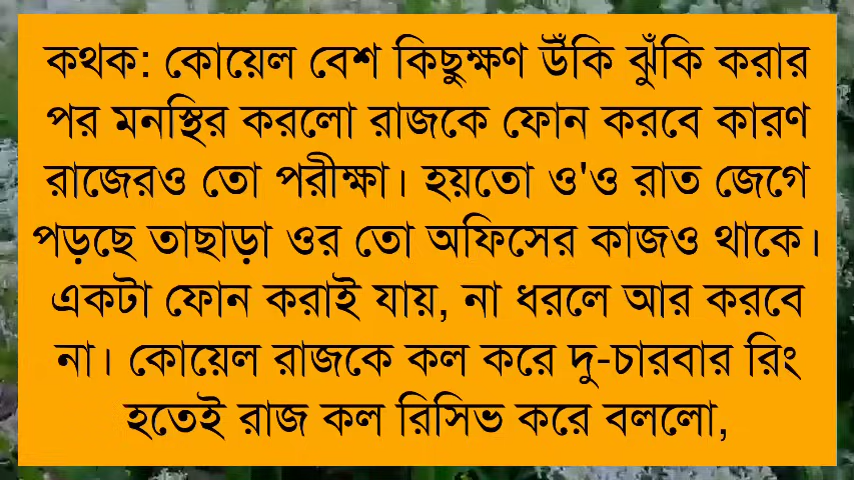 কথক: কোয়েল বেশ কিছুক্ষণ উঁকি ঝুঁকি করার
পর মনস্থির করলো রাজকে ফোন করবে কারণ
রাজেরও তো পরীক্ষা। হয়তো ও'ও রাত জেগে
পড়ছে তাছাড়া ওর তো অফিসের কাজও থাকে।
একটা ফোন করাই যায়, না ধরলে আর করবে
না। কোয়েল রাজকে কল করে দু-চারবার রিং
হতেই রাজ কল রিসিভ করে বললো,